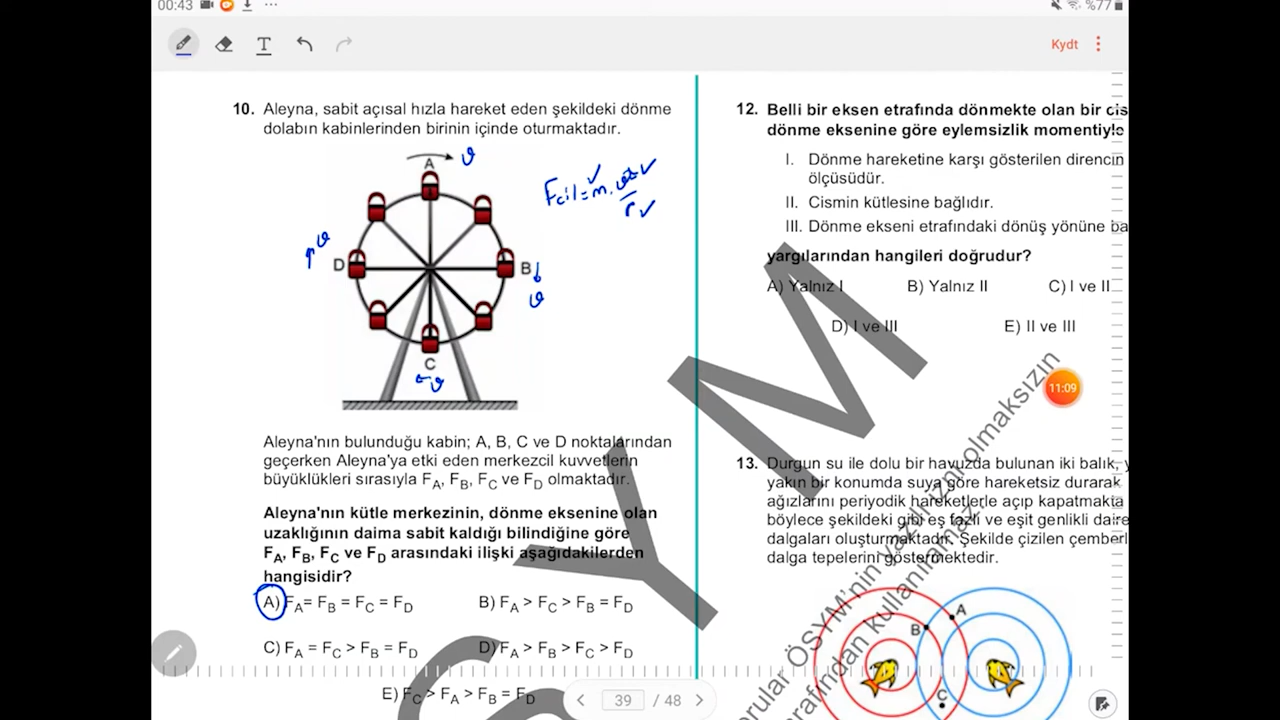 00:43
%77
Kydt
10. Aleyna, sabit açısal hızla hareket eden şekildeki dönme
dolabın kabinlerinden birinin içinde oturmaktadır.
A
B
C
D
Aleyna'nın bulunduğu kabin; A, B, C ve D noktalarından
geçerken Aleyna'ya etki eden merkezcil kuvvetlerin
büyüklükleri sırasıyla FA, FB, FC ve FD olmaktadır.
Aleyna'nın kütle merkezinin, dönme eksenine olan
uzaklığının daima sabit kaldığı bilindiğine göre
FA, FB, FC ve FD arasındaki ilişki aşağıdakilerden
hangisidir?
A) FA = FB = FC = FD B) FA > FC > FB = FD
C) FA = FC > FB = FD D) FA > FB > FC > FD
E) FC > FA > FB = FD
39 / 48
12. Belli bir eksen etrafında dönmekte olan bir cis
dönme eksenine göre eylemsizlik momentiyle
I. Dönme hareketine karşı gösterilen direncin
ölçüsüdür.
II. Cismin kütlesine bağlıdır.
III. Dönme ekseni etrafındaki dönüş yönüne ba
yargılarından hangileri doğrudur?
A) Yalnız I B) Yalnız II C) I ve II
D) I ve III E) II ve III
11:09
13. Durgun su ile dolu bir havuzda bulunan iki balık, y
yakın bir konumda suya göre hareketsiz durarak
ağızlarını periyodik hareketlerle açıp kapatmakta
böylece şekildeki gibi eş fazlı ve eşit genlikli daire
dalgaları oluşturmaktadır. Şekilde çizilen çemberl
dalga tepelerini göstermektedir.
A
B
C
S Y M
orular ÖSYM'nin yazılı izni olmaksızın
arafından kullanılamaz.